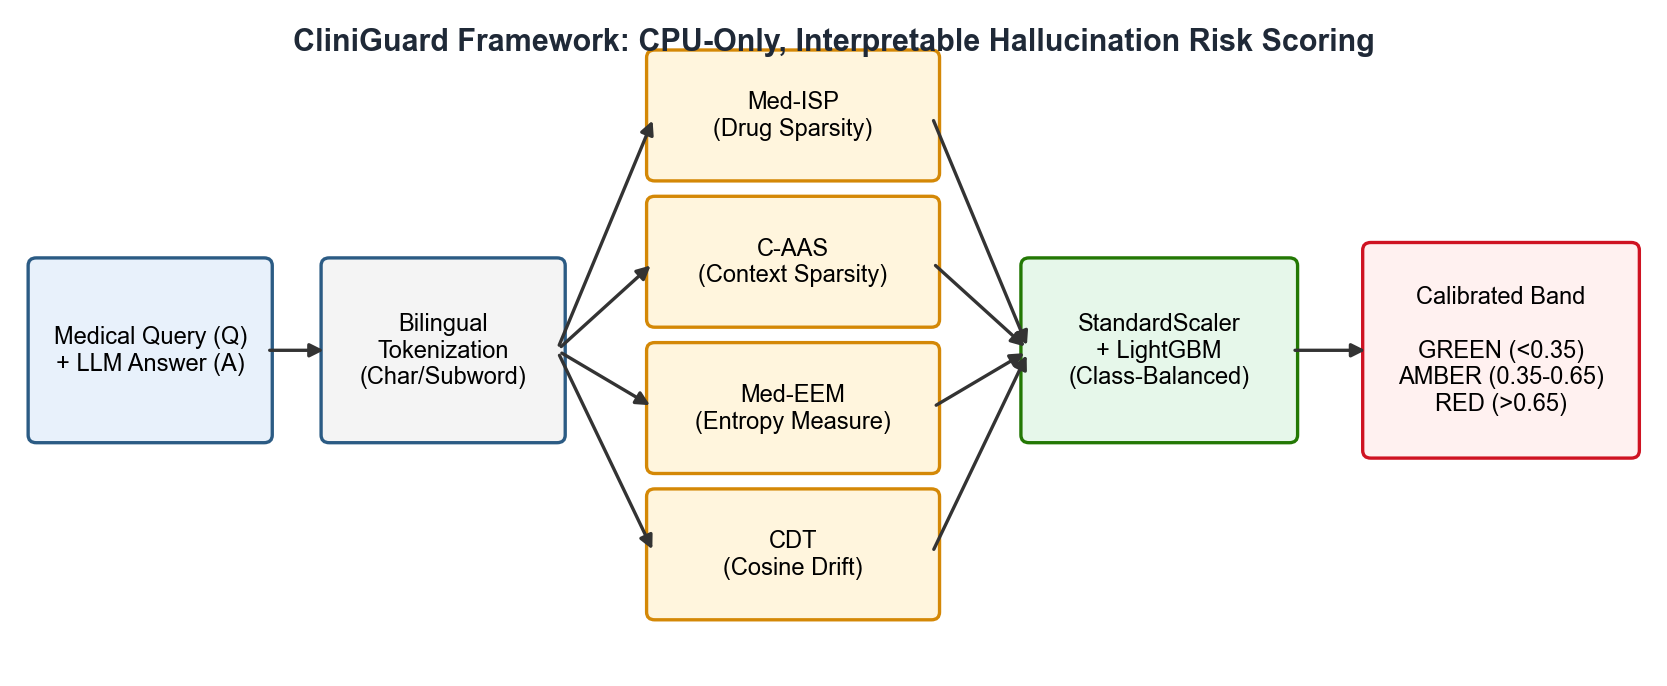 CliniGuard Framework: CPU-Only, Interpretable Hallucination Risk Scoring
Medical Query (Q)
+ LLM Answer (A)
Bilingual
Tokenization
(Char/Subword)
Med-ISP
(Drug Sparsity)
C-AAS
(Context Sparsity)
Med-EEM
(Entropy Measure)
CDT
(Cosine Drift)
StandardScaler
+ LightGBM
(Class-Balanced)
Calibrated Band
GREEN (<0.35)
AMBER (0.35-0.65)
RED (>0.65)